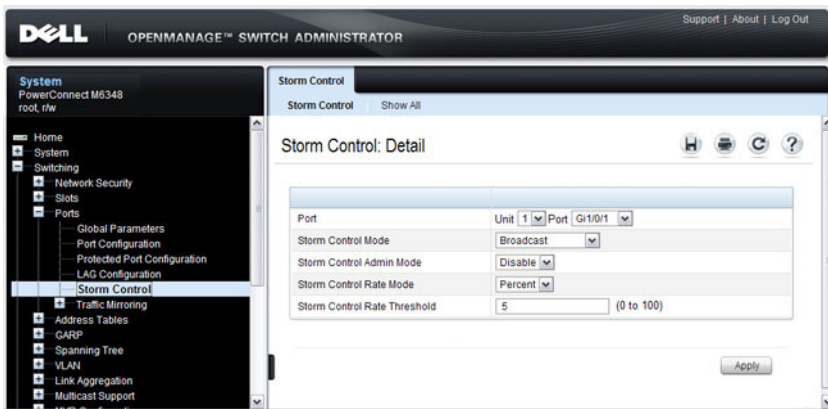 Support | About | Log Out
DELL OPENMANAGE™ SWITCH ADMINISTRATOR
System
PowerConnect M6348
root, r/w
Home
System
Switching
Network Security
Slots
Ports
Global Parameters
Port Configuration
Protected Port Configuration
LAG Configuration
Storm Control
Traffic Mirroring
Address Tables
GARP
Spanning Tree
VLAN
Link Aggregation
Multicast Support
Storm Control
Storm Control Show All
Storm Control: Detail
Port Unit 1 Port Gi1/0/1
Storm Control Mode Broadcast
Storm Control Admin Mode Disable
Storm Control Rate Mode Percent
Storm Control Rate Threshold 5 (0 to 100)
Apply